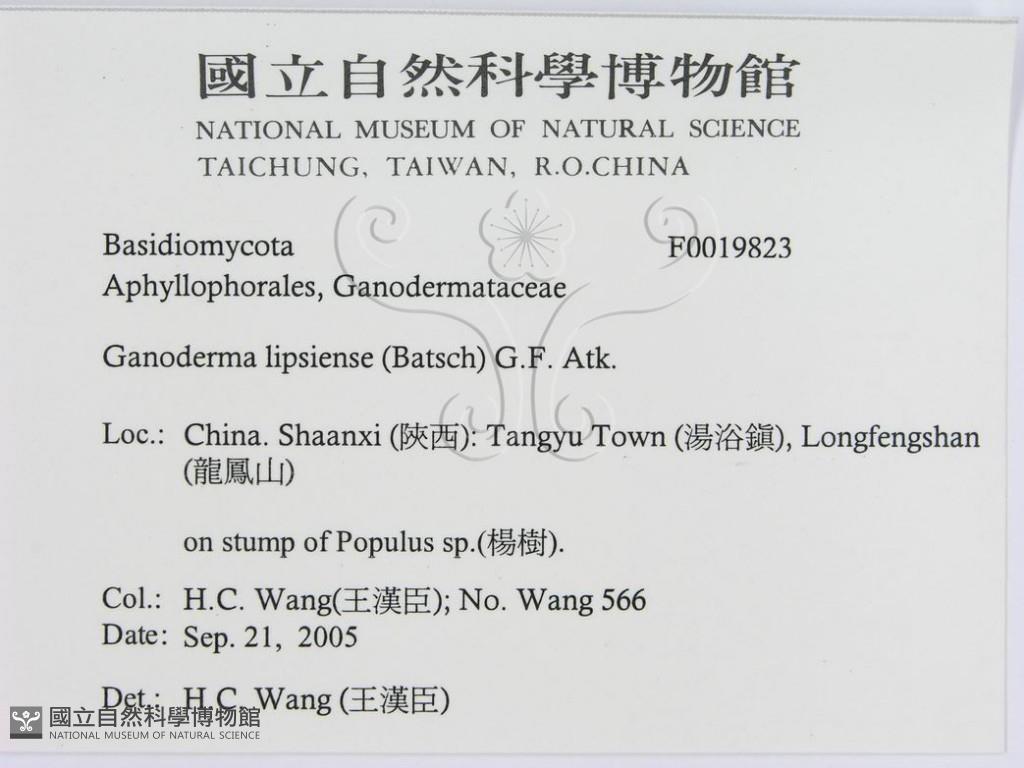 國立自然科學博物館
NATIONAL MUSEUM OF NATURAL SCIENCE
TAICHUNG, TAIWAN, R.O.CHINA
Basidiomycota F0019823
Aphyllophorales, Ganodermataceae
Ganoderma lipsiense (Batsch) G.F. Atk.
Loc.: China. Shaanxi (陝西): Tangyu Town (湯浴鎭), Longfengshan
(龍鳳山)
on stump of Populus sp.(楊樹).
Col.: H.C. Wang(王漢臣); No. Wang 566
Date: Sep. 21, 2005
Det.: H.C. Wang (王漢臣)
國立自然科學博物館
NATIONAL MUSEUM OF NATURAL SCIENCE